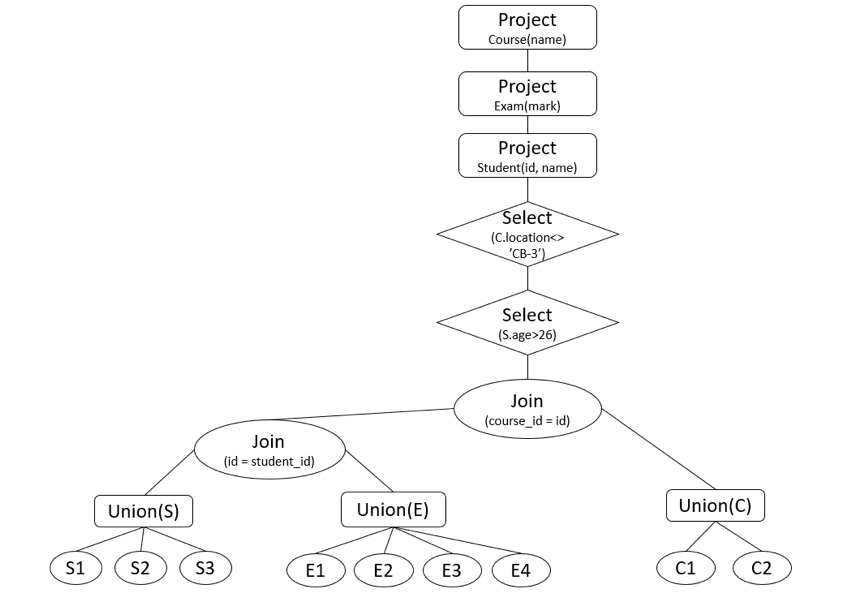 Project
Course(name)
Project
Exam(mark)
Project
Student(id, name)
Select
(C.location<>
’CB-3’)
Select
(S.age>26)
Join
(course_id = id)
Join
(id = student_id)
Union(S)
Union(E)
Union(C)
S1
S2
S3
E1
E2
E3
E4
C1
C2